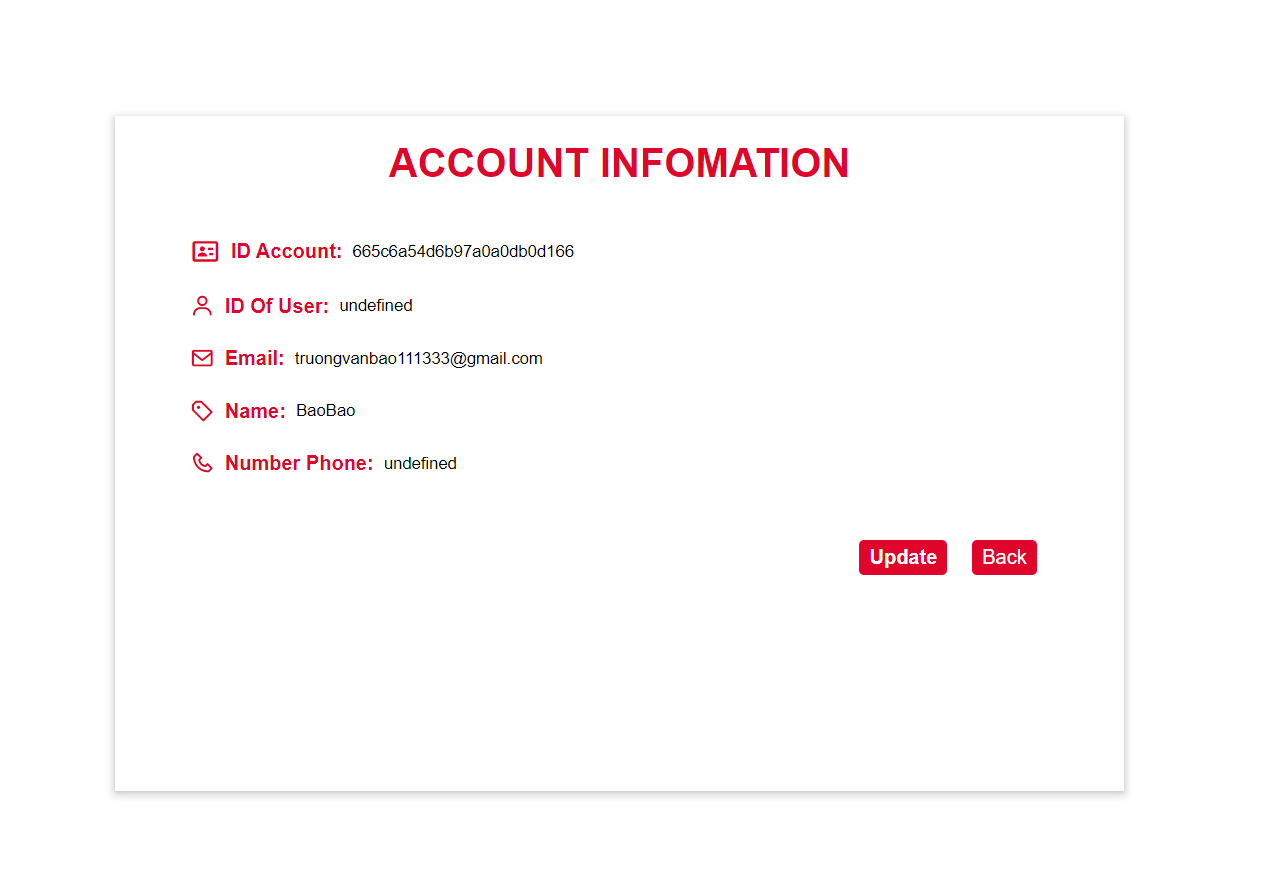 ACCOUNT INFOMATION
ID Account: 665c6a54d6b97a0a0db0d166
ID Of User: undefined
Email: truongvanbao111333@gmail.com
Name: BaoBao
Number Phone: undefined
Update Back